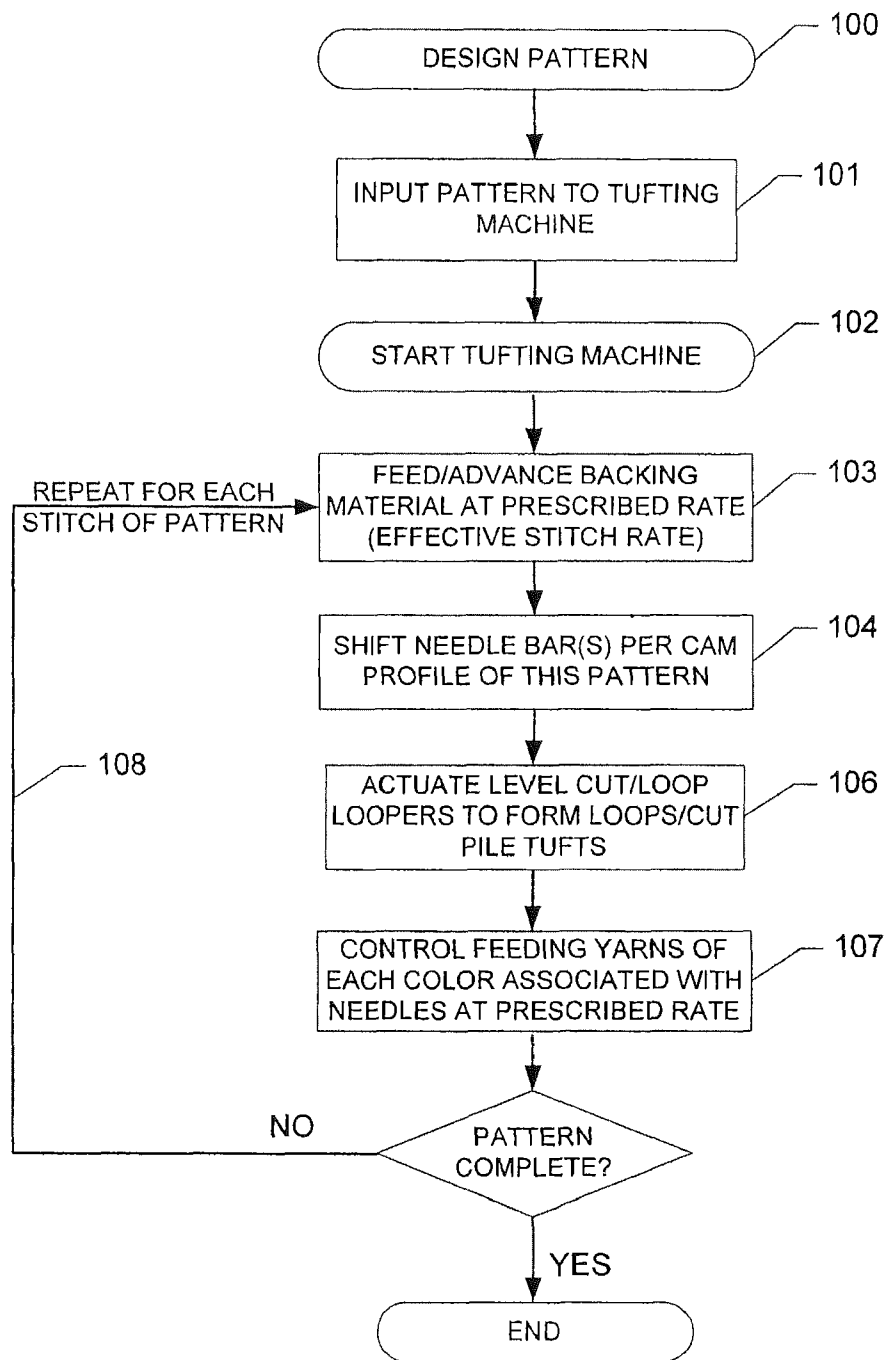 100
DESIGN PATTERN
101
INPUT PATTERN TO TUFTING
MACHINE
102
START TUFTING MACHINE
103
REPEAT FOR EACH
STITCH OF PATTERN
FEED/ADVANCE BACKING
MATERIAL AT PRESCRIBED RATE
(EFFECTIVE STITCH RATE)
104
SHIFT NEEDLE BAR(S) PER CAM
PROFILE OF THIS PATTERN
108
106
ACTUATE LEVEL CUT/LOOP
LOOPERS TO FORM LOOPS/CUT
PILE TUFTS
107
CONTROL FEEDING YARNS OF
EACH COLOR ASSOCIATED WITH
NEEDLES AT PRESCRIBED RATE
NO
PATTERN
COMPLETE?
YES
END